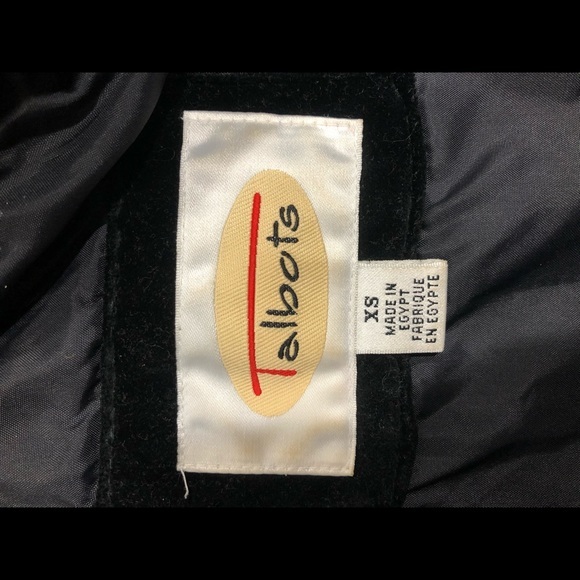 Talbots
XS
MADE IN
EGYPT
FABRIQUE
EN EGYPTE